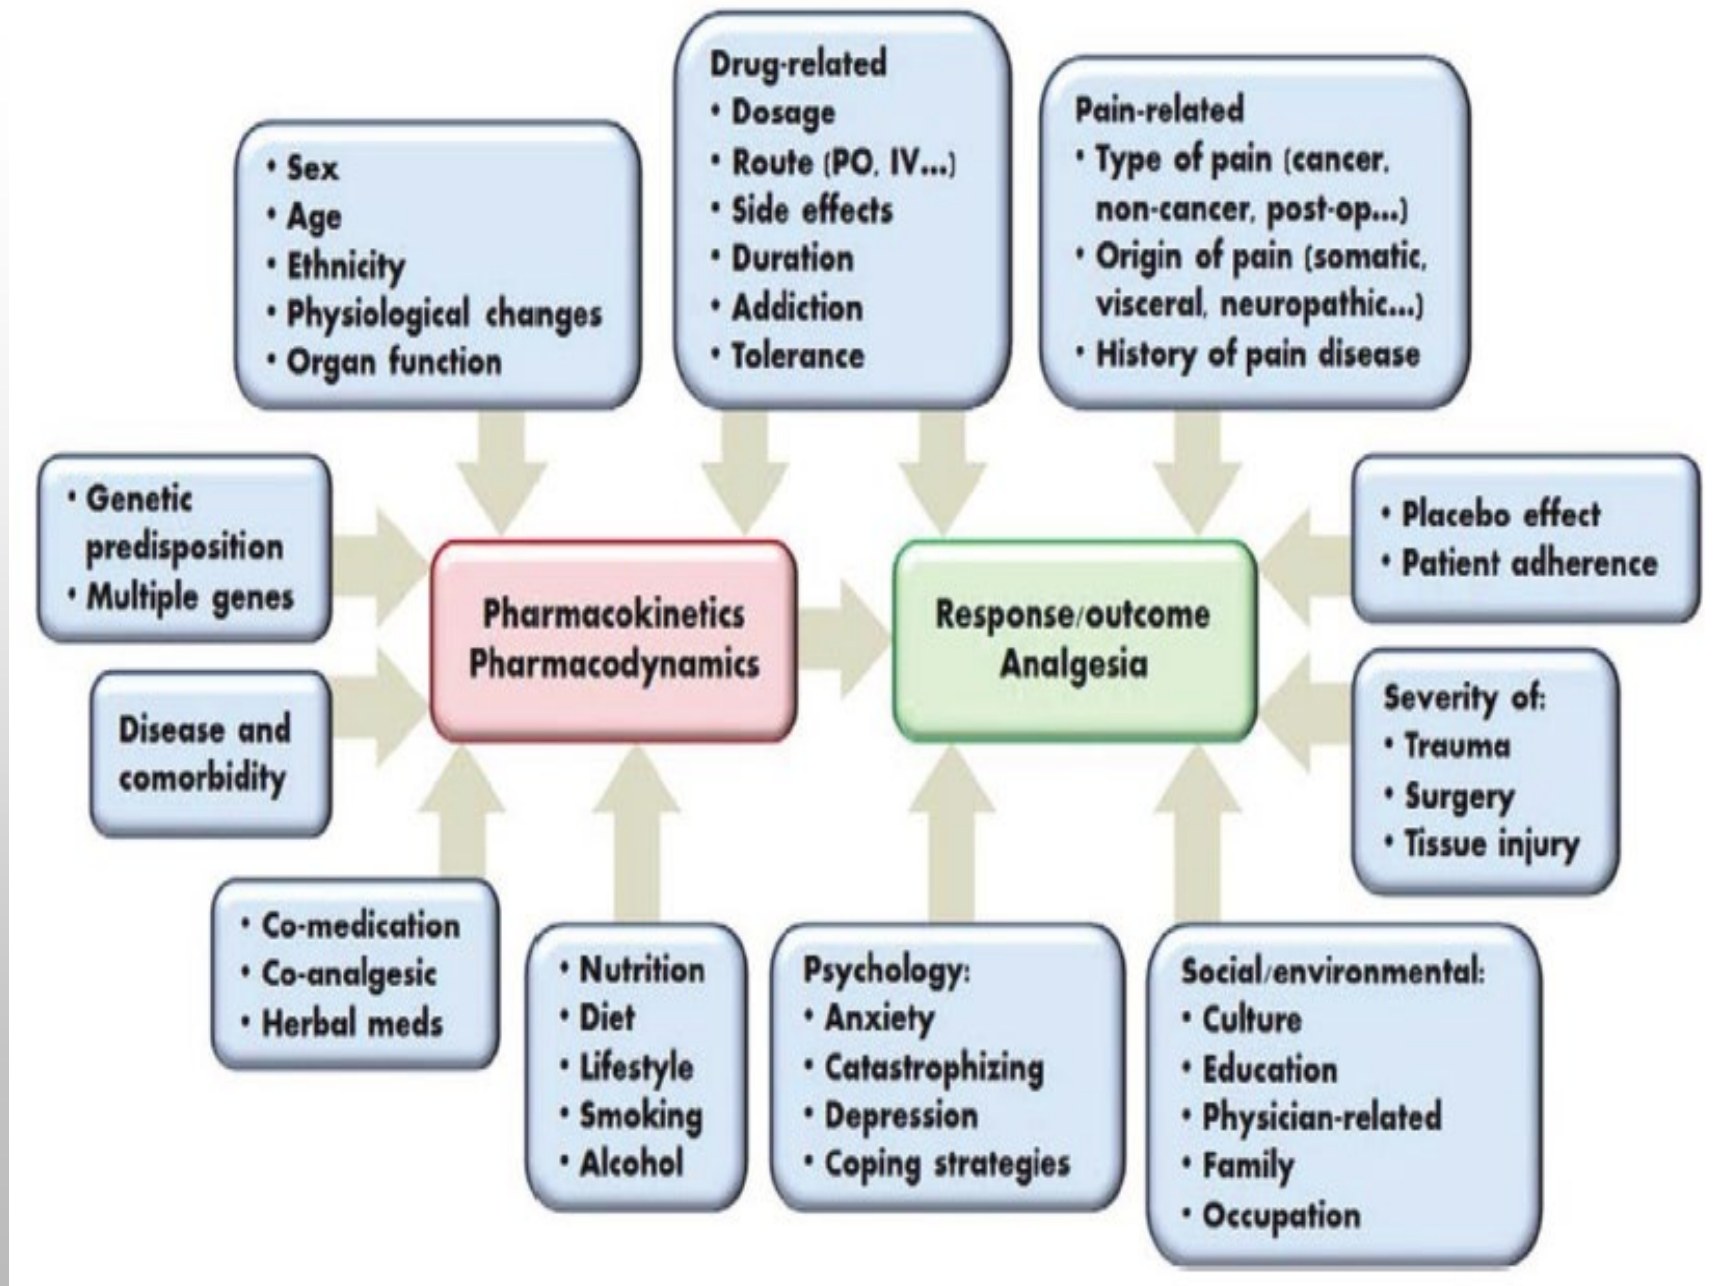 Drug-related
• Dosage
• Route (PO, IV...)
• Side effects
• Duration
• Addiction
• Tolerance
Pain-related
• Type of pain (cancer,
non-cancer, post-op...)
• Origin of pain (somatic,
visceral, neuropathic...)
• History of pain disease
• Sex
• Age
• Ethnicity
• Physiological changes
• Organ function
• Genetic
predisposition
• Multiple genes
Pharmacokinetics
Pharmacodynamics
Response/outcome
Analgesia
• Placebo effect
• Patient adherence
Disease and
comorbidity
Severity of:
• Trauma
• Surgery
• Tissue injury
• Co-medication
• Co-analgesic
• Herbal meds
• Nutrition
• Diet
• Lifestyle
• Smoking
• Alcohol
Psychology:
• Anxiety
• Catastrophizing
• Depression
• Coping strategies
Social/environmental:
• Culture
• Education
• Physician-related
• Family
• Occupation